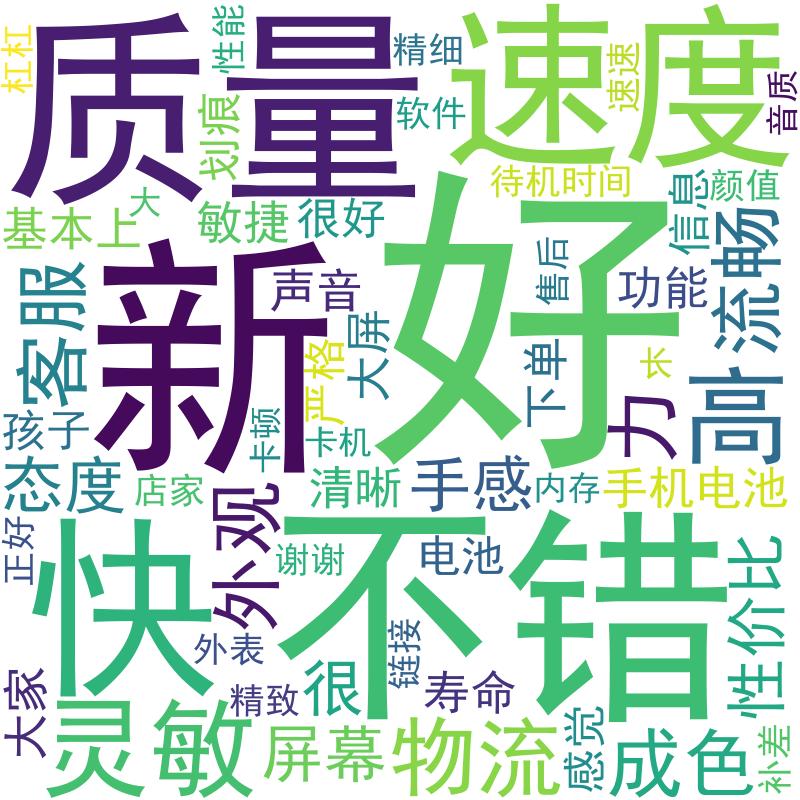 杠杠
质量
性能
精细
速度
速速
音质
划痕
软件
待机时间
信息
颜值
基本上
大
敏捷
很好
新
好
声音
售后
功能
流畅
客服
大屏
严格
下单
长
力
高
孩子
卡顿
卡机
态度
店家
清晰
手感
内存
手机电池
正好
外观
快
不错
谢谢
电池
性价比
外表
链接
大家
精致
很
寿命
灵敏
屏幕
物流
感觉
成色
补差